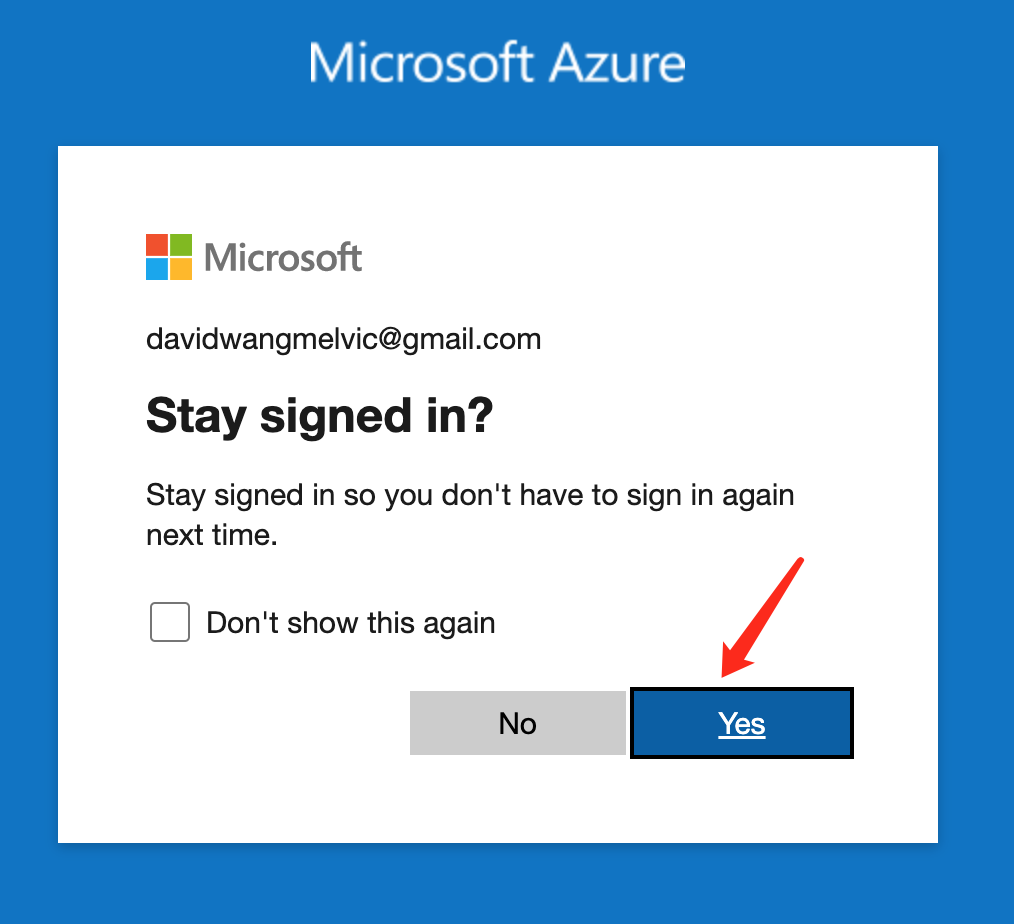 Microsoft Azure
Microsoft
davidwangmelvic@gmail.com
Stay signed in?
Stay signed in so you don't have to sign in again
next time.
Don't show this again
No
Yes